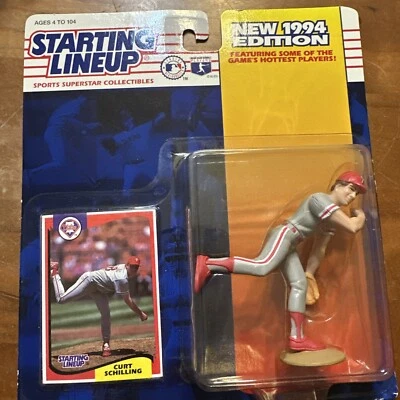 AGES 4 TO 104
STARTING
LINEUP
SPORTS SUPERSTAR COLLECTIBLES
NEW 1994
EDITION
FEATURING SOME OF THE
GAME'S HOTTEST PLAYERS!
STARTING
LINEUP
CURT
SCHILLING